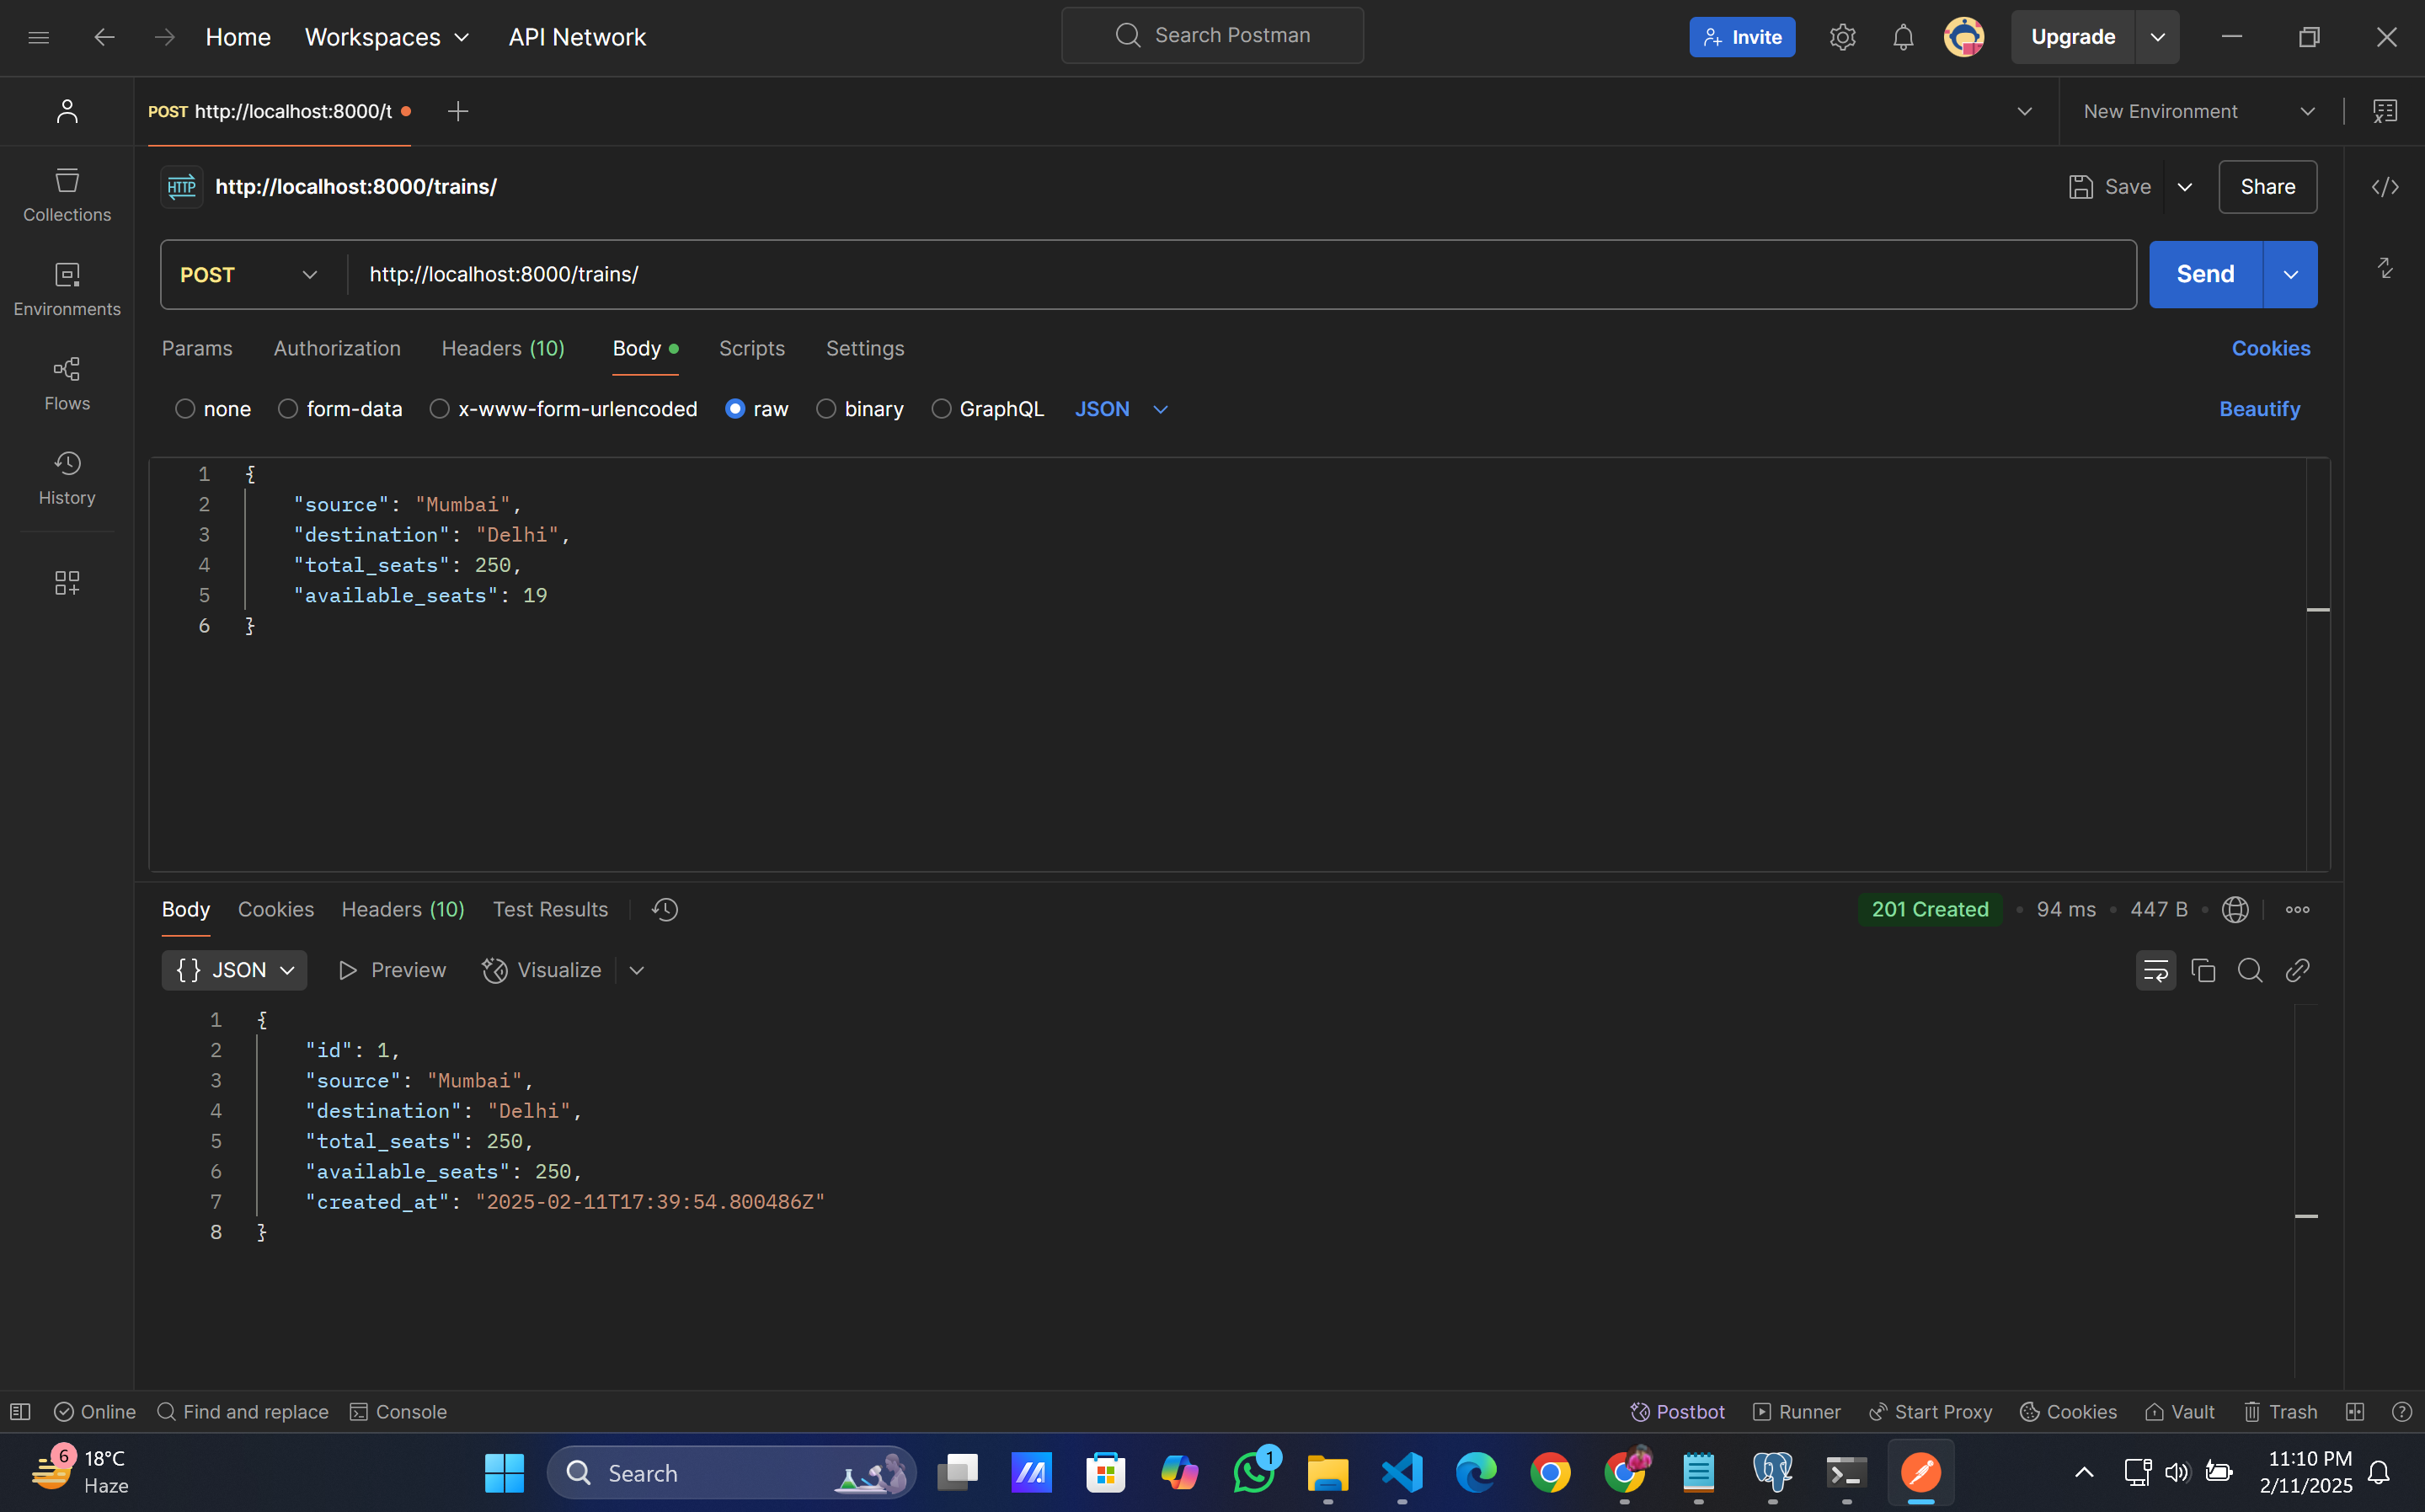 Home Workspaces API Network Search Postman Invite Upgrade
POST http://localhost:8000/t New Environment
HTTP http://localhost:8000/trains/ Save Share
POST http://localhost:8000/trains/ Send
Collections
Environments
Flows
History
Params Authorization Headers (10) Body Scripts Settings Cookies
none form-data x-www-form-urlencoded raw binary GraphQL JSON Beautify
1 {
2 "source": "Mumbai",
3 "destination": "Delhi",
4 "total_seats": 250,
5 "available_seats": 19
6 }
Body Cookies Headers (10) Test Results 201 Created 94 ms 447 B
{} JSON Preview Visualize
1 {
2 "id": 1,
3 "source": "Mumbai",
4 "destination": "Delhi",
5 "total_seats": 250,
6 "available_seats": 250,
7 "created_at": "2025-02-11T17:39:54.800486Z"
8 }
Online Find and replace Console Postbot Runner Start Proxy Cookies Vault Trash
6 18°C
Haze
Search
1
11:10 PM
2/11/2025